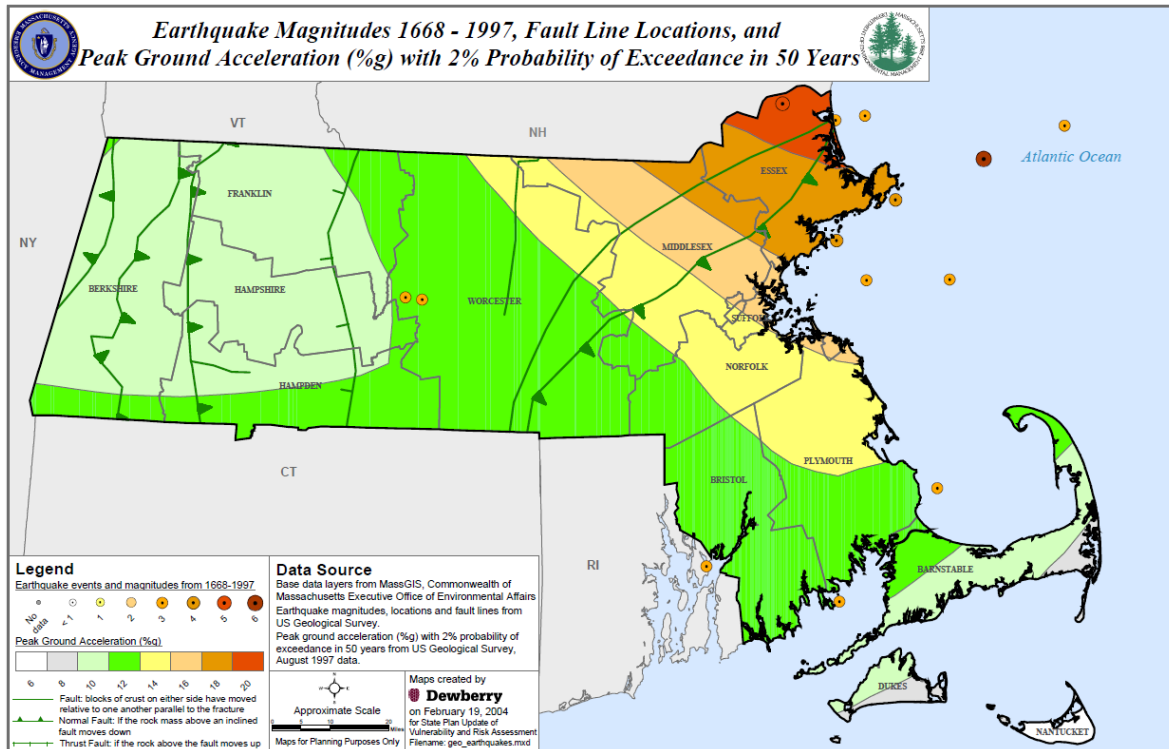 Earthquake Magnitudes 1668 - 1997, Fault Line Locations, and
Peak Ground Acceleration (%g) with 2% Probability of Exceedance in 50 Years
VT
NH
Atlantic Ocean
ESSEX
FRANKLIN
NY
MIDDLESEX
BERKSHIRE
HAMPSHIRE
WORCESTER
SUFFOLK
NORFOLK
HAMPDEN
PLYMOUTH
CT
BRISTOL
RI
BARNSTABLE
DUKES
NANTUCKET
Legend
Earthquake events and magnitudes from 1668-1997
No data
<1
1
2
3
4
5
6
Peak Ground Acceleration (%g)
6
8
10
12
14
16
18
20
Fault: blocks of crust on either side have moved
relative to one another parallel to the fracture
Normal Fault: If the rock mass above an inclined
fault moves down
Thrust Fault: if the rock above the fault moves up
Data Source
Base data layers from MassGIS, Commonwealth of
Massachusetts Executive Office of Environmental Affairs
Earthquake magnitudes, locations and fault lines from
US Geological Survey.
Peak ground acceleration (%g) with 2% probability of
exceedance in 50 years from US Geological Survey,
August 1997 data.
N
W
E
S
Approximate Scale
0
5
10
20
Miles
Maps for Planning Purposes Only
Maps created by
Dewberry
on February 19, 2004
for State Plan Update of
Vulnerability and Risk Assessment
Filename: geo_earthquakes.mxd